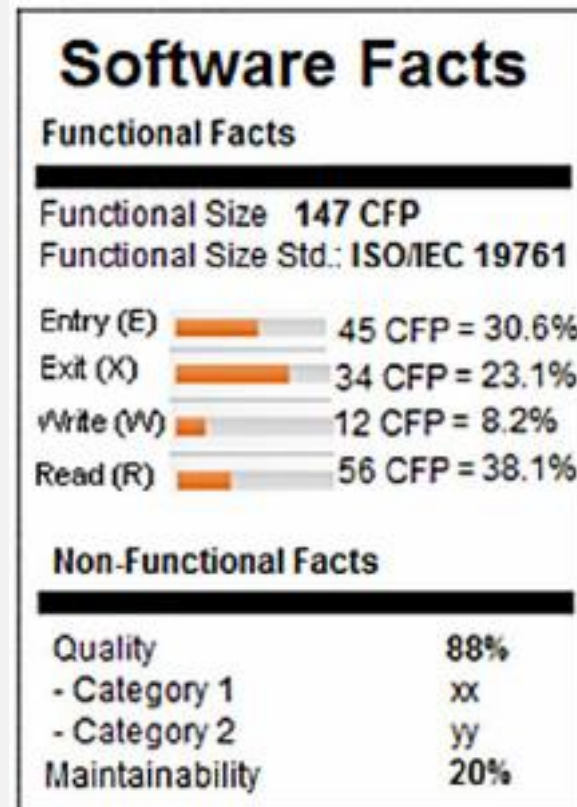 Software Facts
Functional Facts
Functional Size 147 CFP
Functional Size Std.: ISO/IEC 19761
Entry (E) 45 CFP = 30.6%
Exit (X) 34 CFP = 23.1%
Write (W) 12 CFP = 8.2%
Read (R) 56 CFP = 38.1%
Non-Functional Facts
Quality 88%
- Category 1 xx
- Category 2 yy
Maintainability 20%